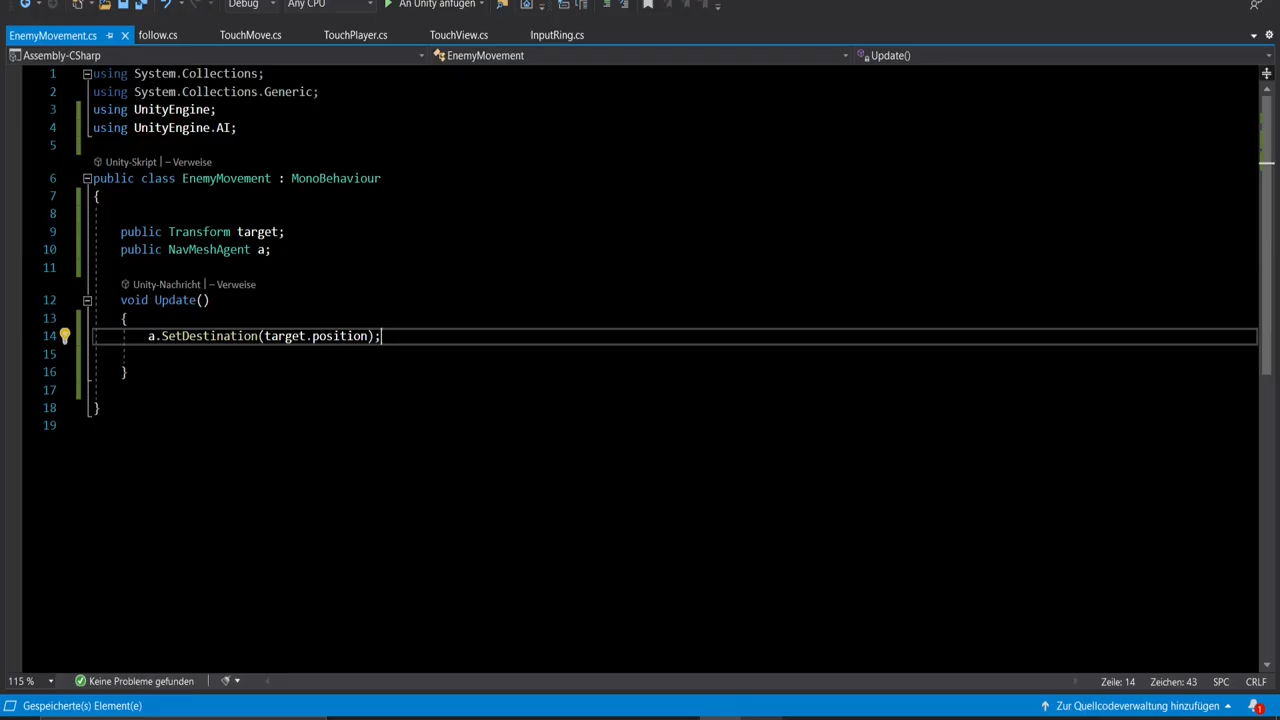 Debug Any CPU An Unity anfügen
EnemyMovement.cs follow.cs TouchMove.cs TouchPlayer.cs TouchView.cs InputRing.cs
Assembly-CSharp EnemyMovement Update()
1 using System.Collections;
2 using System.Collections.Generic;
3 using UnityEngine;
4 using UnityEngine.AI;
5
Unity-Skript | – Verweise
6 public class EnemyMovement : MonoBehaviour
7 {
8
9 public Transform target;
10 public NavMeshAgent a;
11
Unity-Nachricht | – Verweise
12 void Update()
13 {
14 a.SetDestination(target.position);
15
16 }
17
18 }
19
115 % Keine Probleme gefunden Zeile: 14 Zeichen: 43 SPC CRLF
Gespeicherte(s) Element(e) Zur Quellcodeverwaltung hinzufügen 1